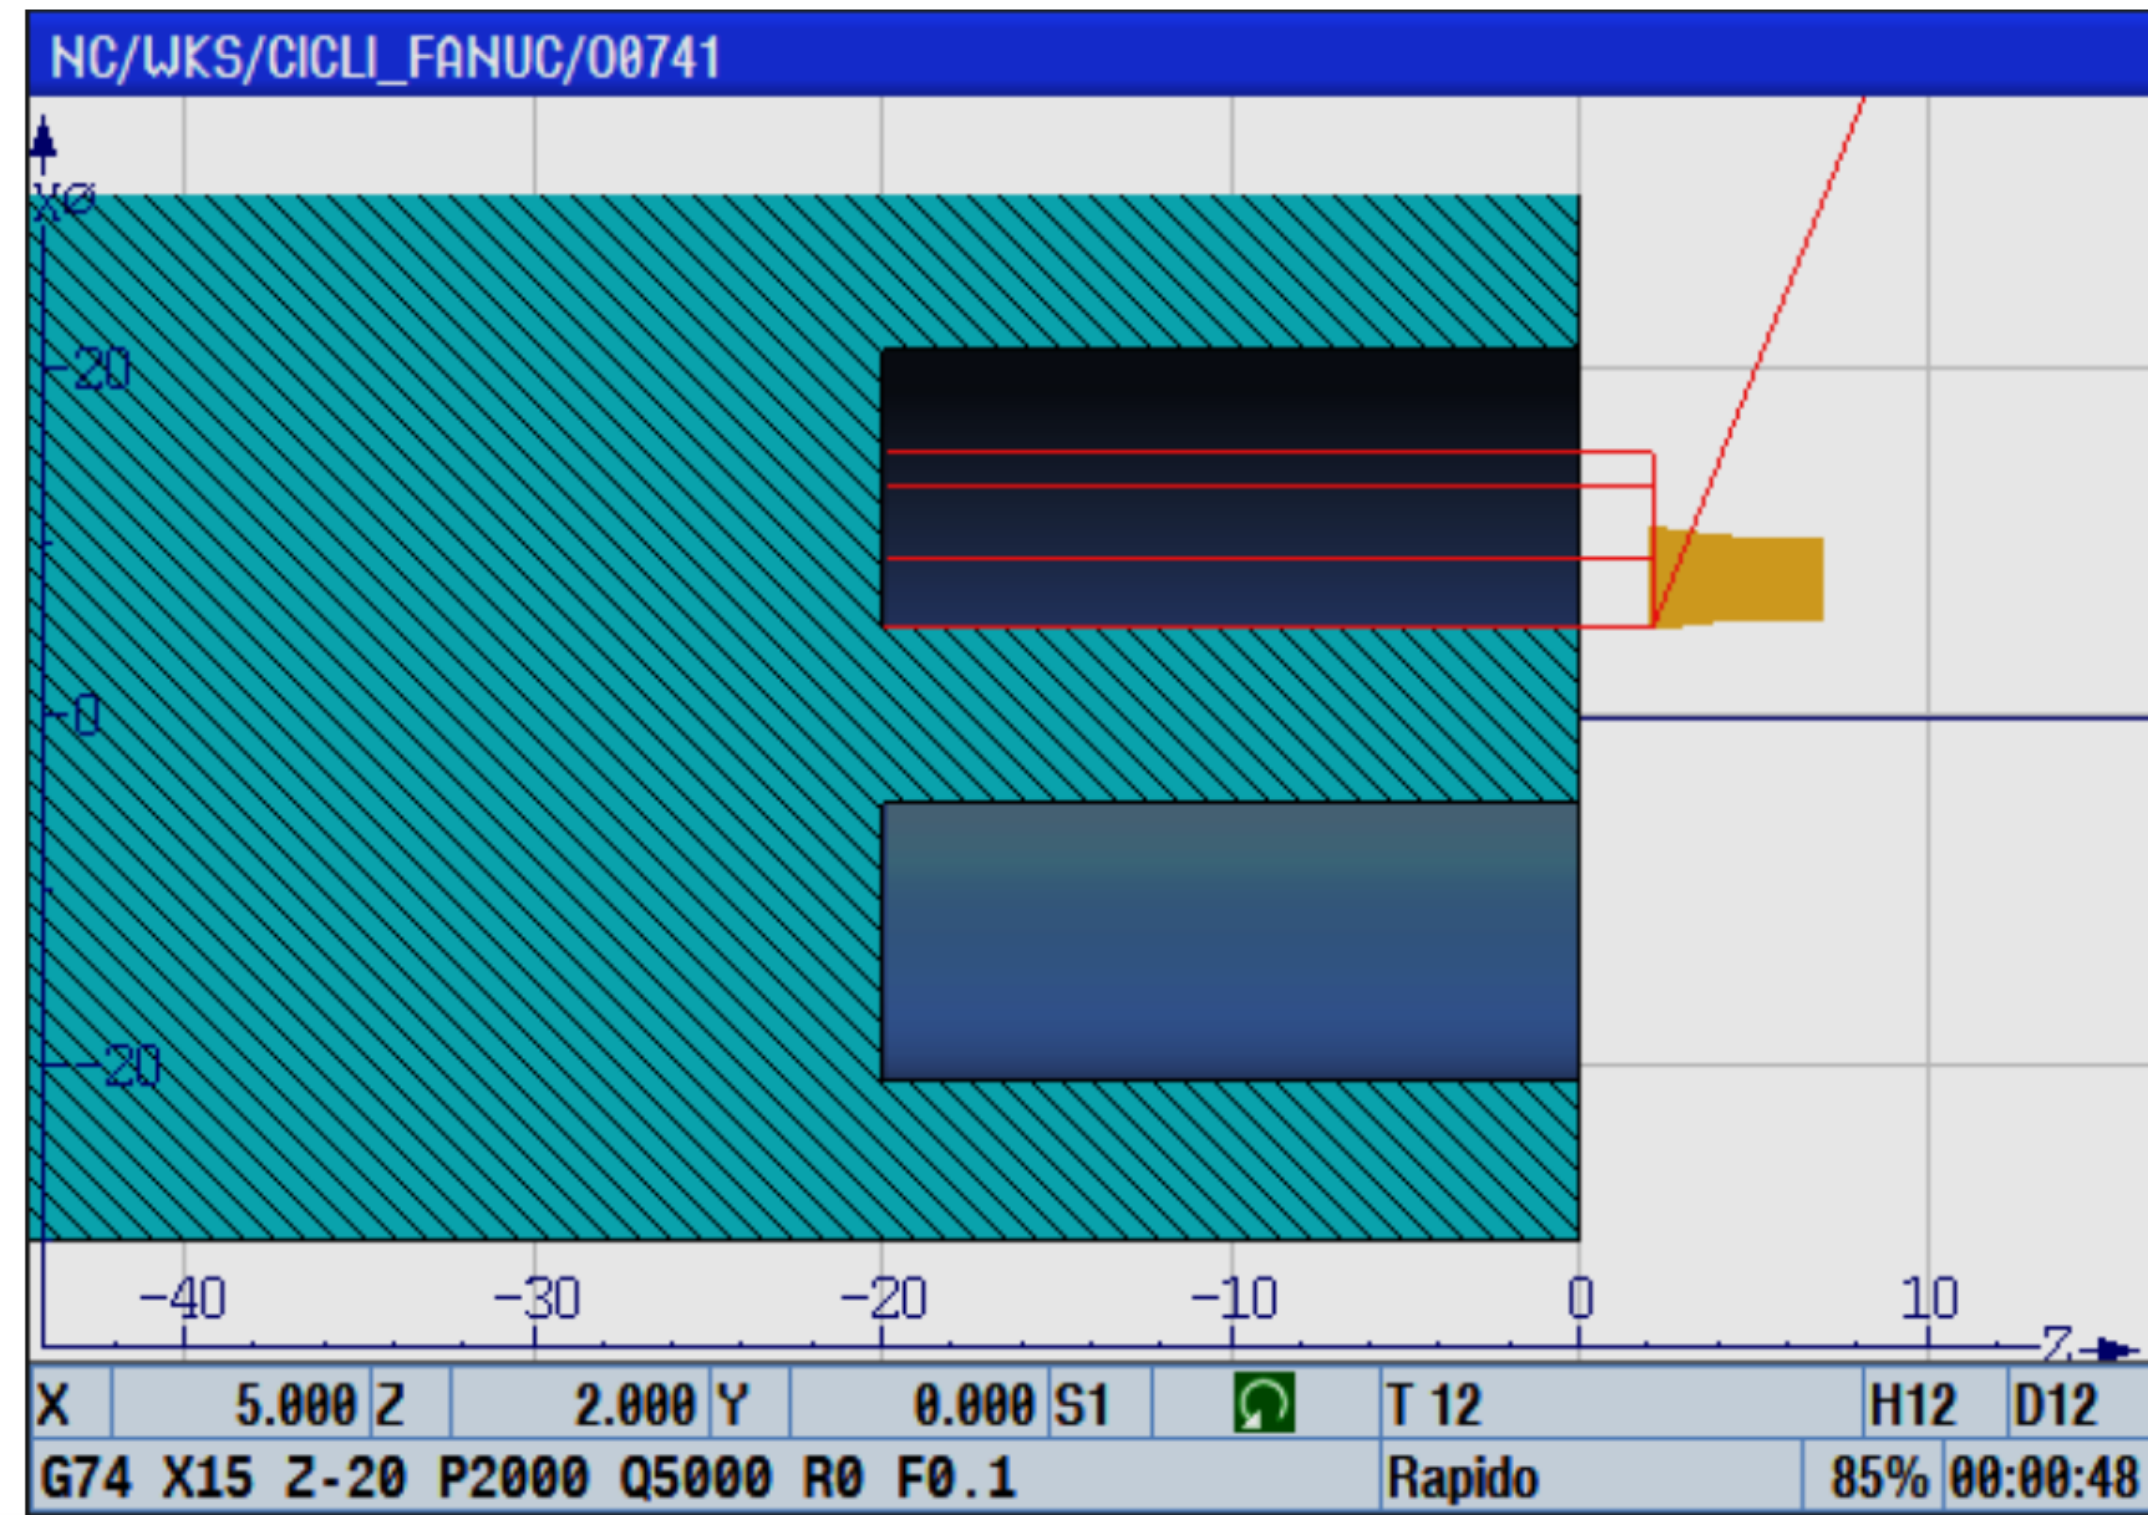 NC/WKS/CICLI_FANUC/O0741
XØ
20
0
-20
-40 -30 -20 -10 0 10
Z
X 5.000 Z 2.000 Y 0.000 S1 T 12 H12 D12
G74 X15 Z-20 P2000 Q5000 R0 F0.1 Rapido 85% 00:00:48